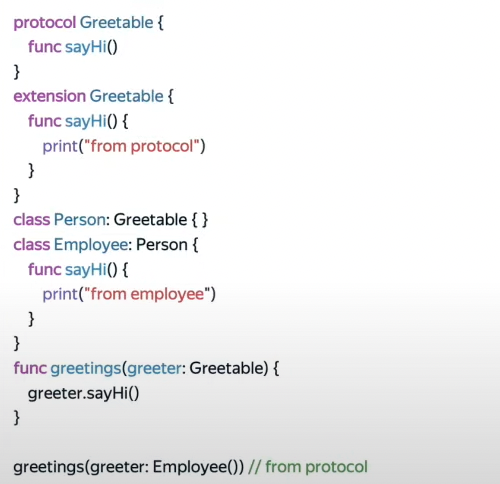 protocol Greetable {
    func sayHi()
}
extension Greetable {
    func sayHi() {
        print("from protocol")
    }
}
class Person: Greetable { }
class Employee: Person {
    func sayHi() {
        print("from employee")
    }
}
func greetings(greeter: Greetable) {
    greeter.sayHi()
}

greetings(greeter: Employee()) // from protocol